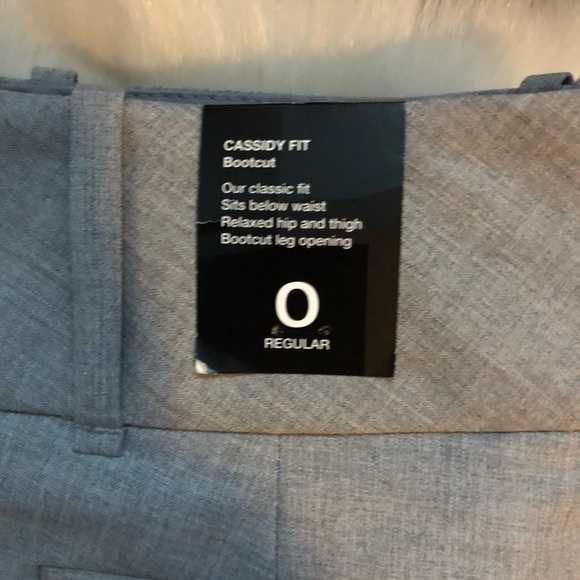 CASSIDY FIT
Bootcut
Our classic fit
Sits below waist
Relaxed hip and thigh
Bootcut leg opening
0
REGULAR